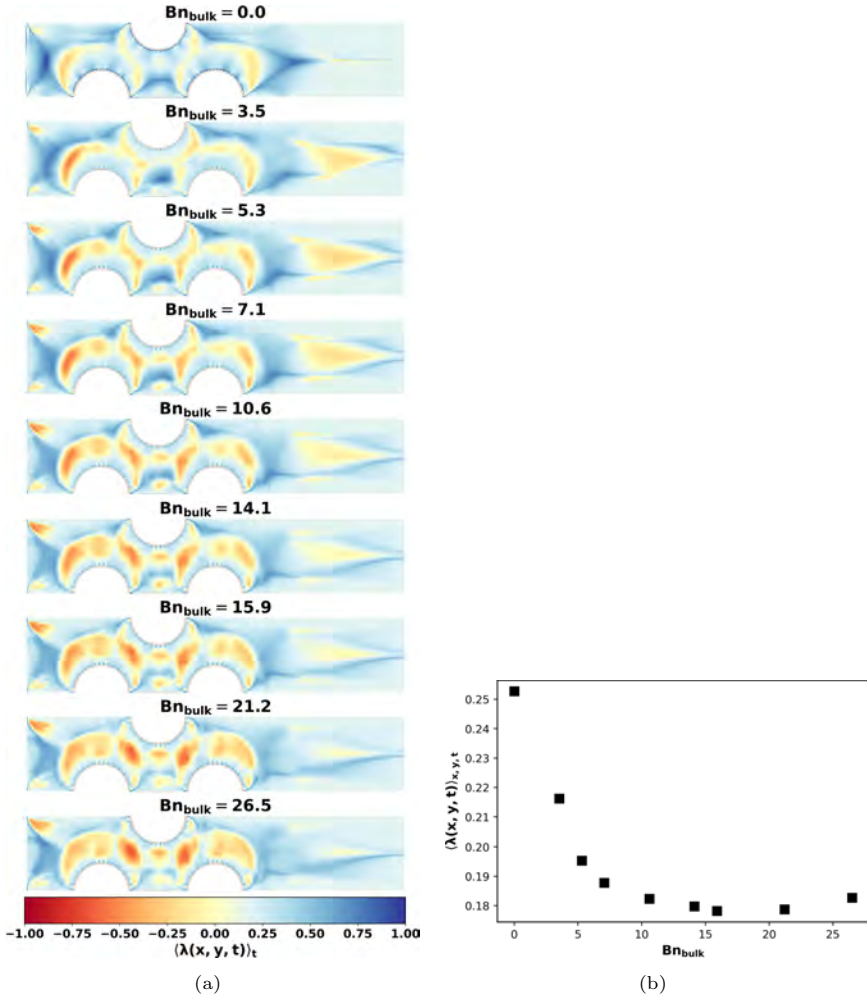 Bn_bulk = 0.0
Bn_bulk = 3.5
Bn_bulk = 5.3
Bn_bulk = 7.1
Bn_bulk = 10.6
Bn_bulk = 14.1
Bn_bulk = 15.9
Bn_bulk = 21.2
Bn_bulk = 26.5
−1.00 −0.75 −0.50 −0.25 0.00 0.25 0.50 0.75 1.00
⟨λ(x, y, t)⟩_t
(a)
0.25
0.24
0.23
0.22
0.21
0.20
0.19
0.18
⟨λ(x, y, t)⟩_x,y,t
0 5 10 15 20 25
Bn_bulk
(b)